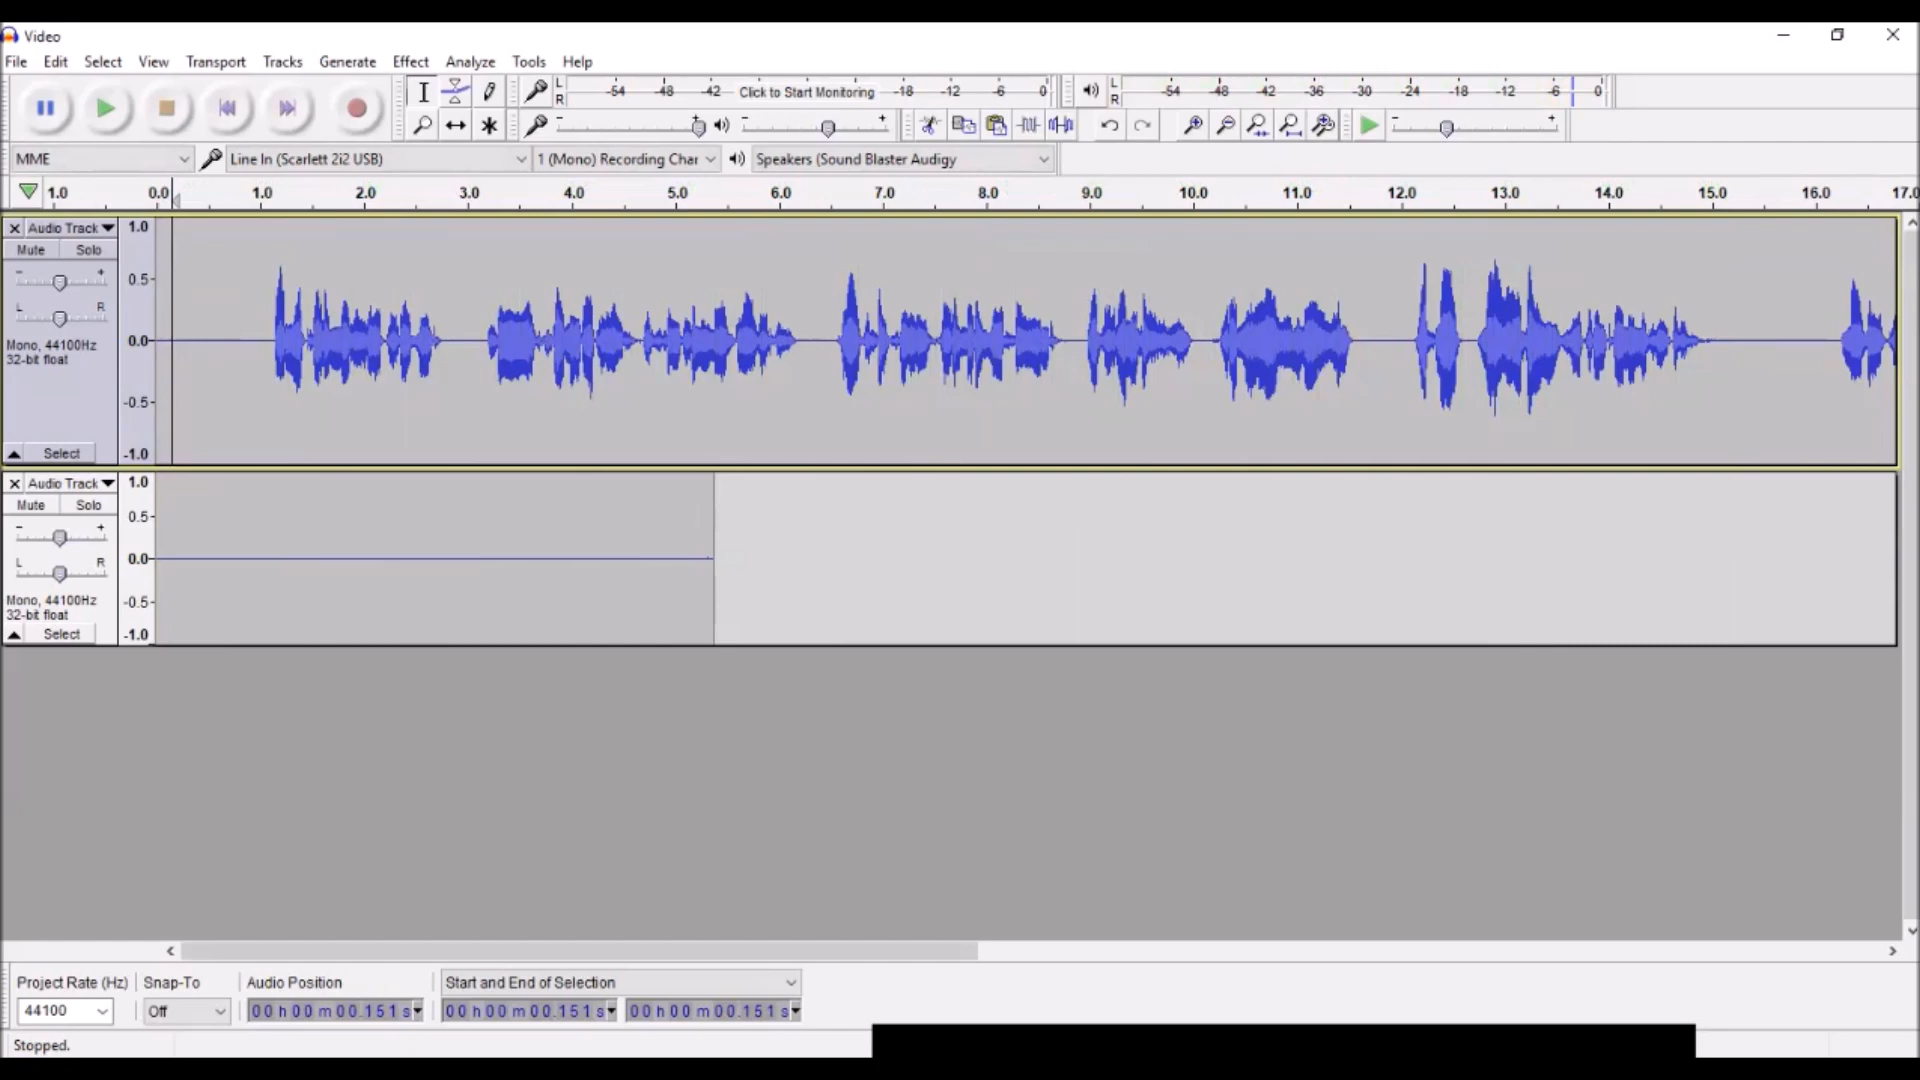 Video
File Edit Select View Transport Tracks Generate Effect Analyze Tools Help
L -54 -48 -42 Click to Start Monitoring -18 -12 -6 0 L -54 -48 -42 -36 -30 -24 -18 -12 -6 0
R R
- + - + - +
MME Line In (Scarlett 2i2 USB) 1 (Mono) Recording Char Speakers (Sound Blaster Audigy
1.0 0.0 1.0 2.0 3.0 4.0 5.0 6.0 7.0 8.0 9.0 10.0 11.0 12.0 13.0 14.0 15.0 16.0 17.0
Audio Track 1.0
Mute Solo
- + 0.5
L R
Mono, 44100Hz 0.0
32-bit float
-0.5
Select -1.0
Audio Track 1.0
Mute Solo 0.5
- +
L R 0.0
Mono, 44100Hz -0.5
32-bit float
Select -1.0
Project Rate (Hz) Snap-To Audio Position Start and End of Selection
44100 Off 00 h 00 m 00.151 s 00 h 00 m 00.151 s 00 h 00 m 00.151 s
Stopped.